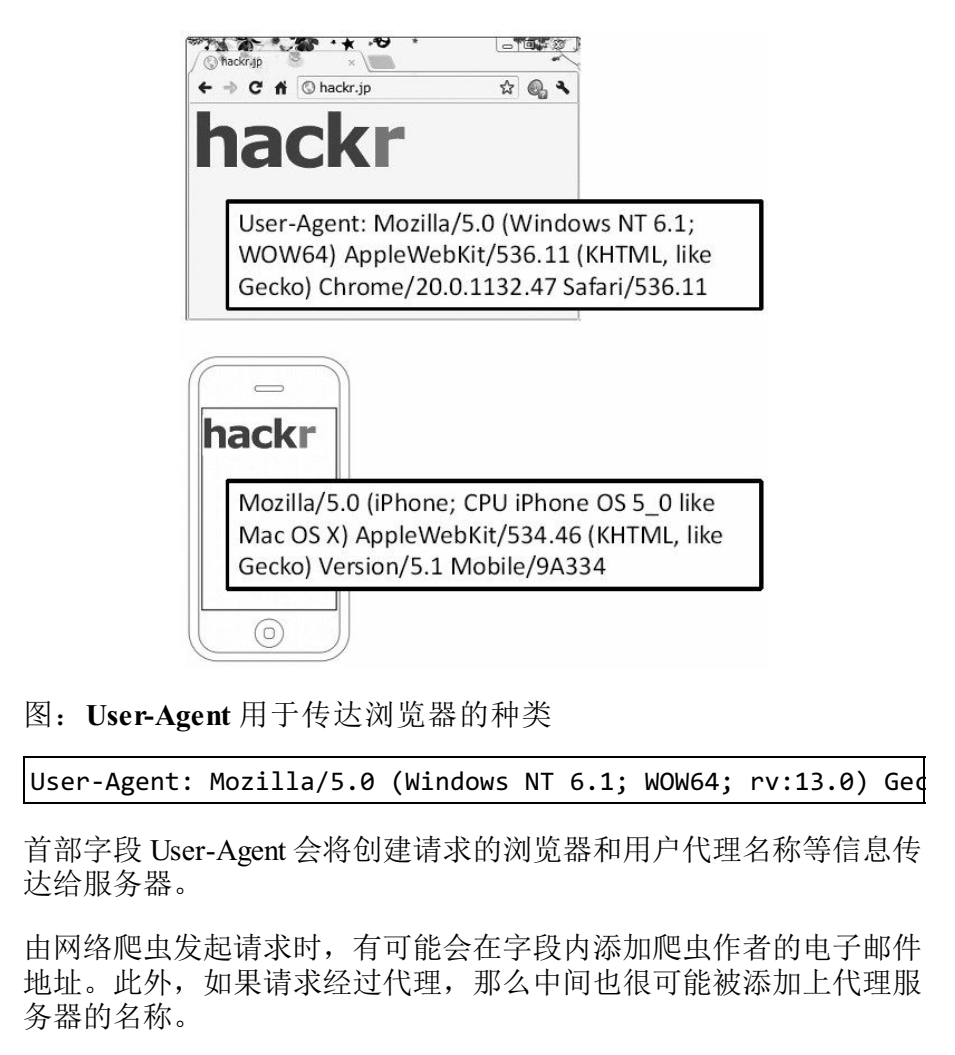 hackr.jp
hackr.jp
hackr
User-Agent: Mozilla/5.0 (Windows NT 6.1;
WOW64) AppleWebKit/536.11 (KHTML, like
Gecko) Chrome/20.0.1132.47 Safari/536.11
hackr
Mozilla/5.0 (iPhone; CPU iPhone OS 5_0 like
Mac OS X) AppleWebKit/534.46 (KHTML, like
Gecko) Version/5.1 Mobile/9A334
图：User-Agent 用于传达浏览器的种类
User-Agent: Mozilla/5.0 (Windows NT 6.1; WOW64; rv:13.0) Gec
首部字段 User-Agent 会将创建请求的浏览器和用户代理名称等信息传
达给服务器。
由网络爬虫发起请求时，有可能会在字段内添加爬虫作者的电子邮件
地址。此外，如果请求经过代理，那么中间也很可能被添加上代理服
务器的名称。